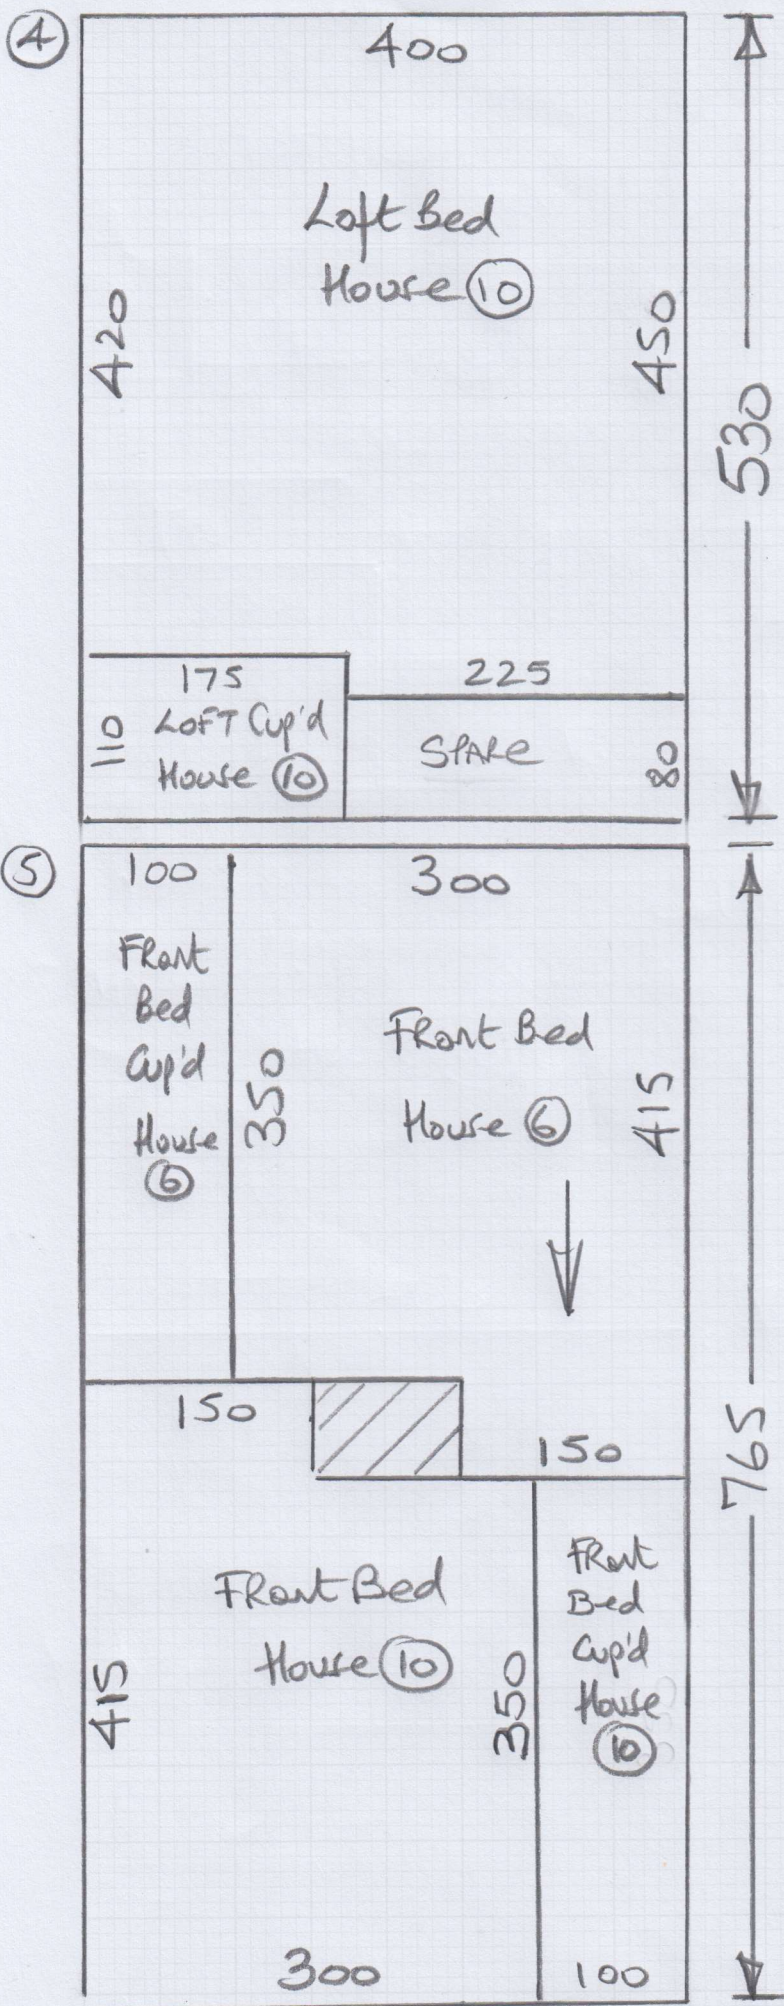 4
400
Loft Bed
House 10
420
450
530
175
225
110
LOFT Cup'd
House 10
SPARE
80
5
100
300
Front
Bed
Cup'd
House
6
350
Front Bed
House 6
415
150
150
765
Front Bed
House 10
415
350
Front
Bed
Cup'd
House
10
300
100